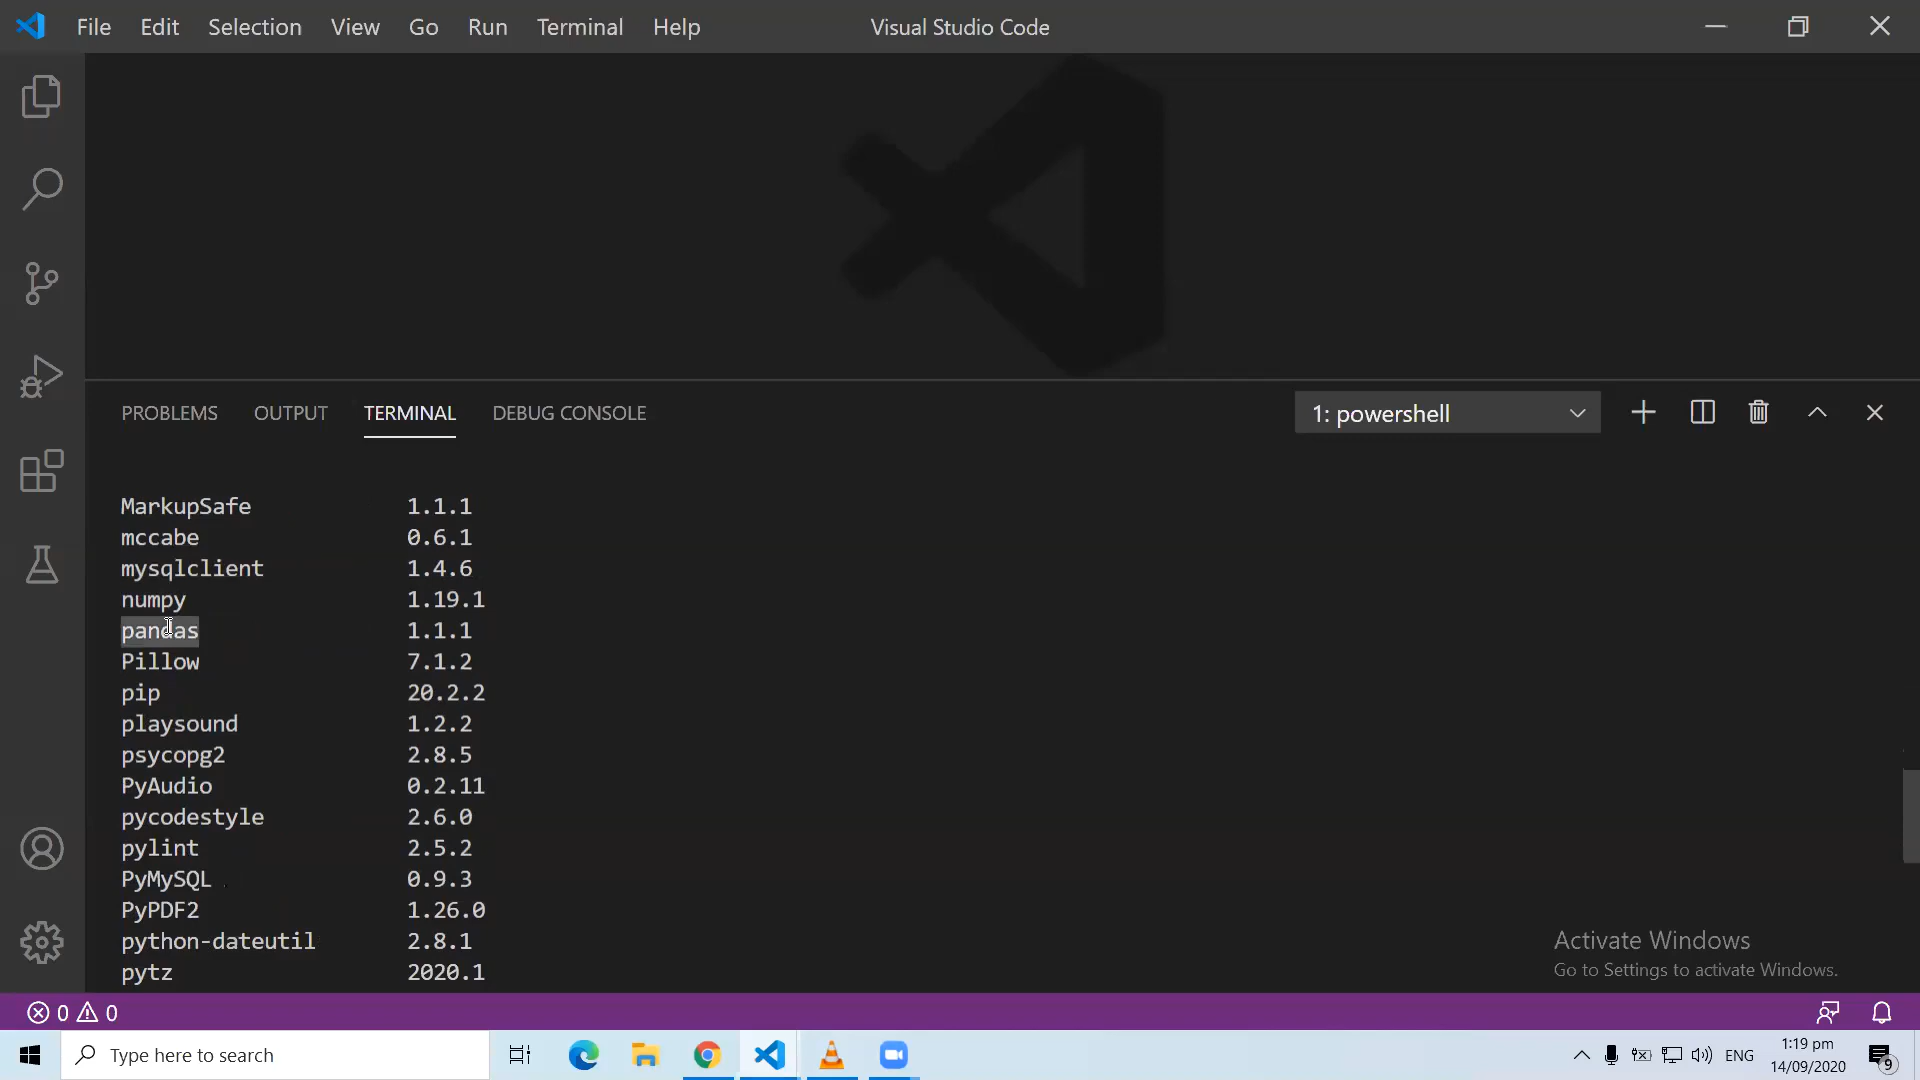 File Edit Selection View Go Run Terminal Help Visual Studio Code
PROBLEMS OUTPUT TERMINAL DEBUG CONSOLE 1: powershell
MarkupSafe 1.1.1
mccabe 0.6.1
mysqlclient 1.4.6
numpy 1.19.1
pandas 1.1.1
Pillow 7.1.2
pip 20.2.2
playsound 1.2.2
psycopg2 2.8.5
PyAudio 0.2.11
pycodestyle 2.6.0
pylint 2.5.2
PyMySQL 0.9.3
PyPDF2 1.26.0
python-dateutil 2.8.1
pytz 2020.1
Activate Windows
Go to Settings to activate Windows.
0 0
Type here to search
ENG
1:19 pm
14/09/2020
9